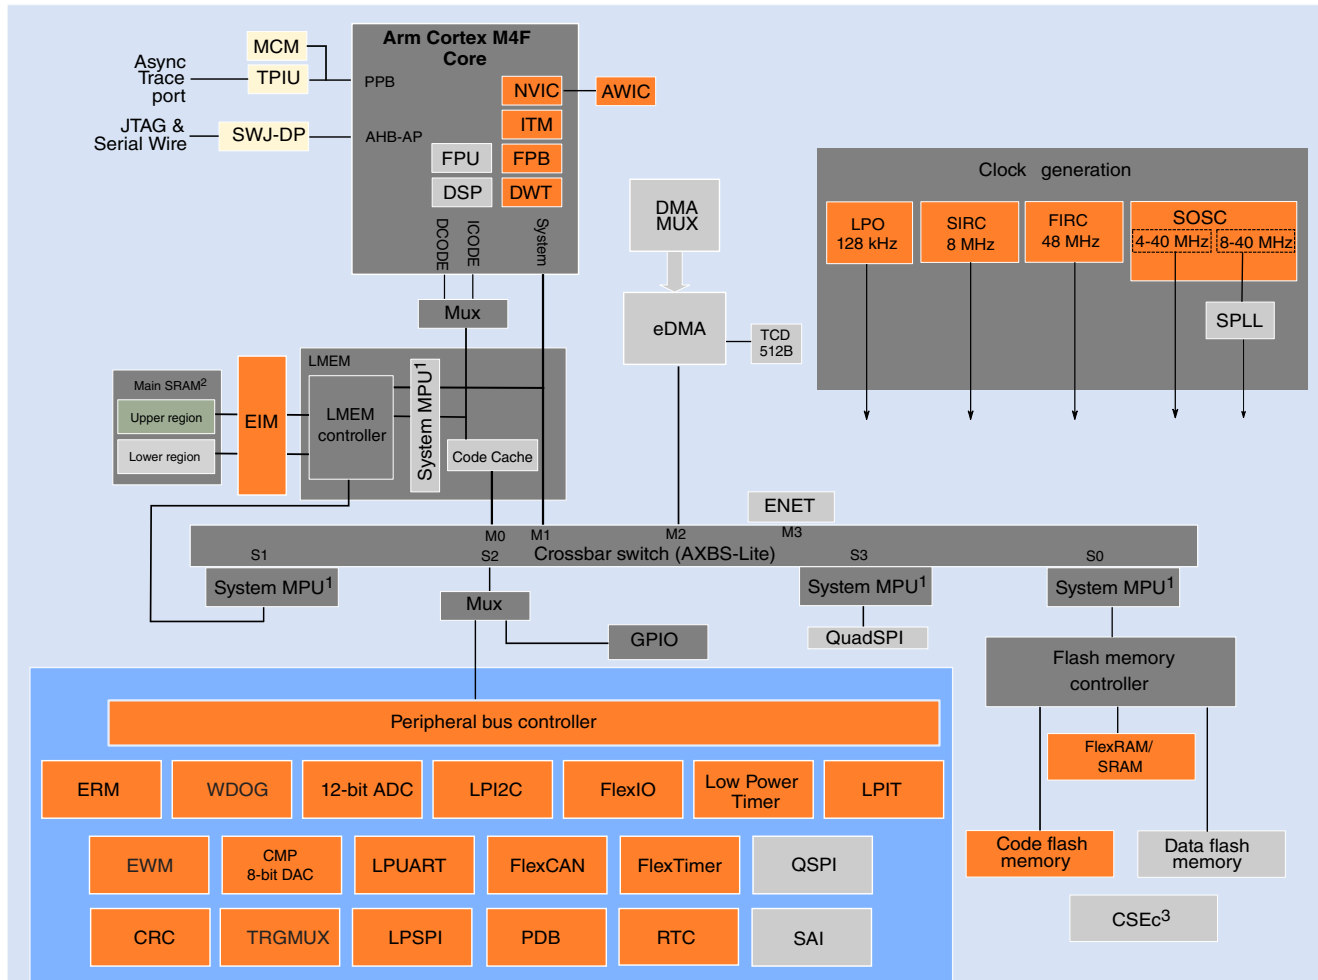 Arm Cortex M4F
Core
MCM
Async
Trace
port
TPIU
PPB
NVIC
AWIC
ITM
JTAG &
Serial Wire
SWJ-DP
AHB-AP
FPU
FPB
DSP
DWT
DCODE
ICODE
System
Mux
DMA
MUX
eDMA
TCD
512B
Clock generation
LPO
128 kHz
SIRC
8 MHz
FIRC
48 MHz
SOSC
4-40 MHz
8-40 MHz
SPLL
Main SRAM2
Upper region
Lower region
EIM
LMEM
LMEM
controller
System MPU1
Code Cache
ENET
M0
M1
M2
M3
Crossbar switch (AXBS-Lite)
S1
S2
S3
S0
System MPU1
Mux
System MPU1
System MPU1
GPIO
QuadSPI
Flash memory
controller
FlexRAM/
SRAM
Code flash
memory
Data flash
memory
CSEc3
Peripheral bus controller
ERM
WDOG
12-bit ADC
LPI2C
FlexIO
Low Power
Timer
LPIT
EWM
CMP
8-bit DAC
LPUART
FlexCAN
FlexTimer
QSPI
CRC
TRGMUX
LPSPI
PDB
RTC
SAI